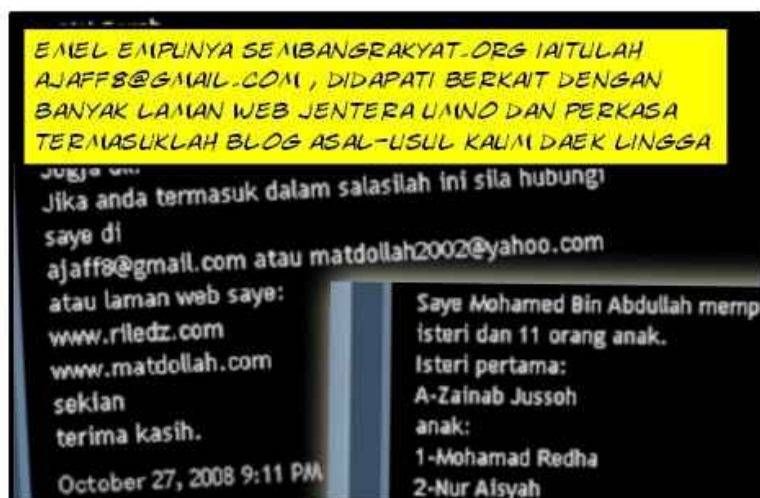 EMEL EMPUNYA SEMBANGRAKYAT.ORG IAITULAH
AJAFF8@GMAIL.COM , DIDAPATI BERKAIT DENGAN
BANYAK LAMAN WEB JENTERA UMNO DAN PERKASA
TERMASUKLAH BLOG ASAL-USUL KAUM DAEK LINGGA
Jika anda termasuk dalam salasilah ini sila hubungi
saye di
ajaff8@gmail.com atau matdollah2002@yahoo.com
atau laman web saye:
www.riledz.com
www.matdollah.com
sekian
terima kasih.
October 27, 2008 9:11 PM
Saye Mohamed Bin Abdullah memp
isteri dan 11 orang anak.
Isteri pertama:
A-Zainab Jussoh
anak:
1-Mohamad Redha
2-Nur Aisyah